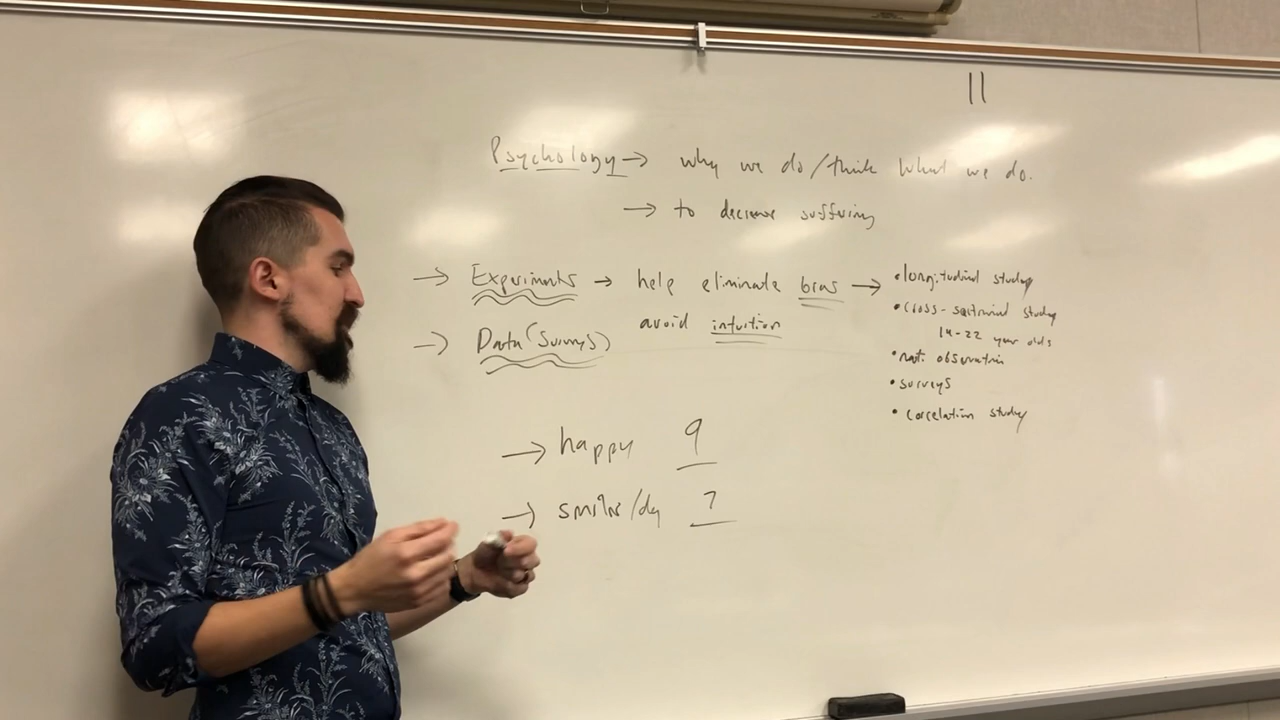 11
Psychology → why we do/think what we do.
→ to decrease suffering
→ Experiments → help eliminate bias →
avoid intuition
→ Data (surveys)
• longitudinal study
• cross-sectional study
14-22 year olds
• nat. observation
• surveys
• correlation study
→ happy 9
→ smiles/day ?